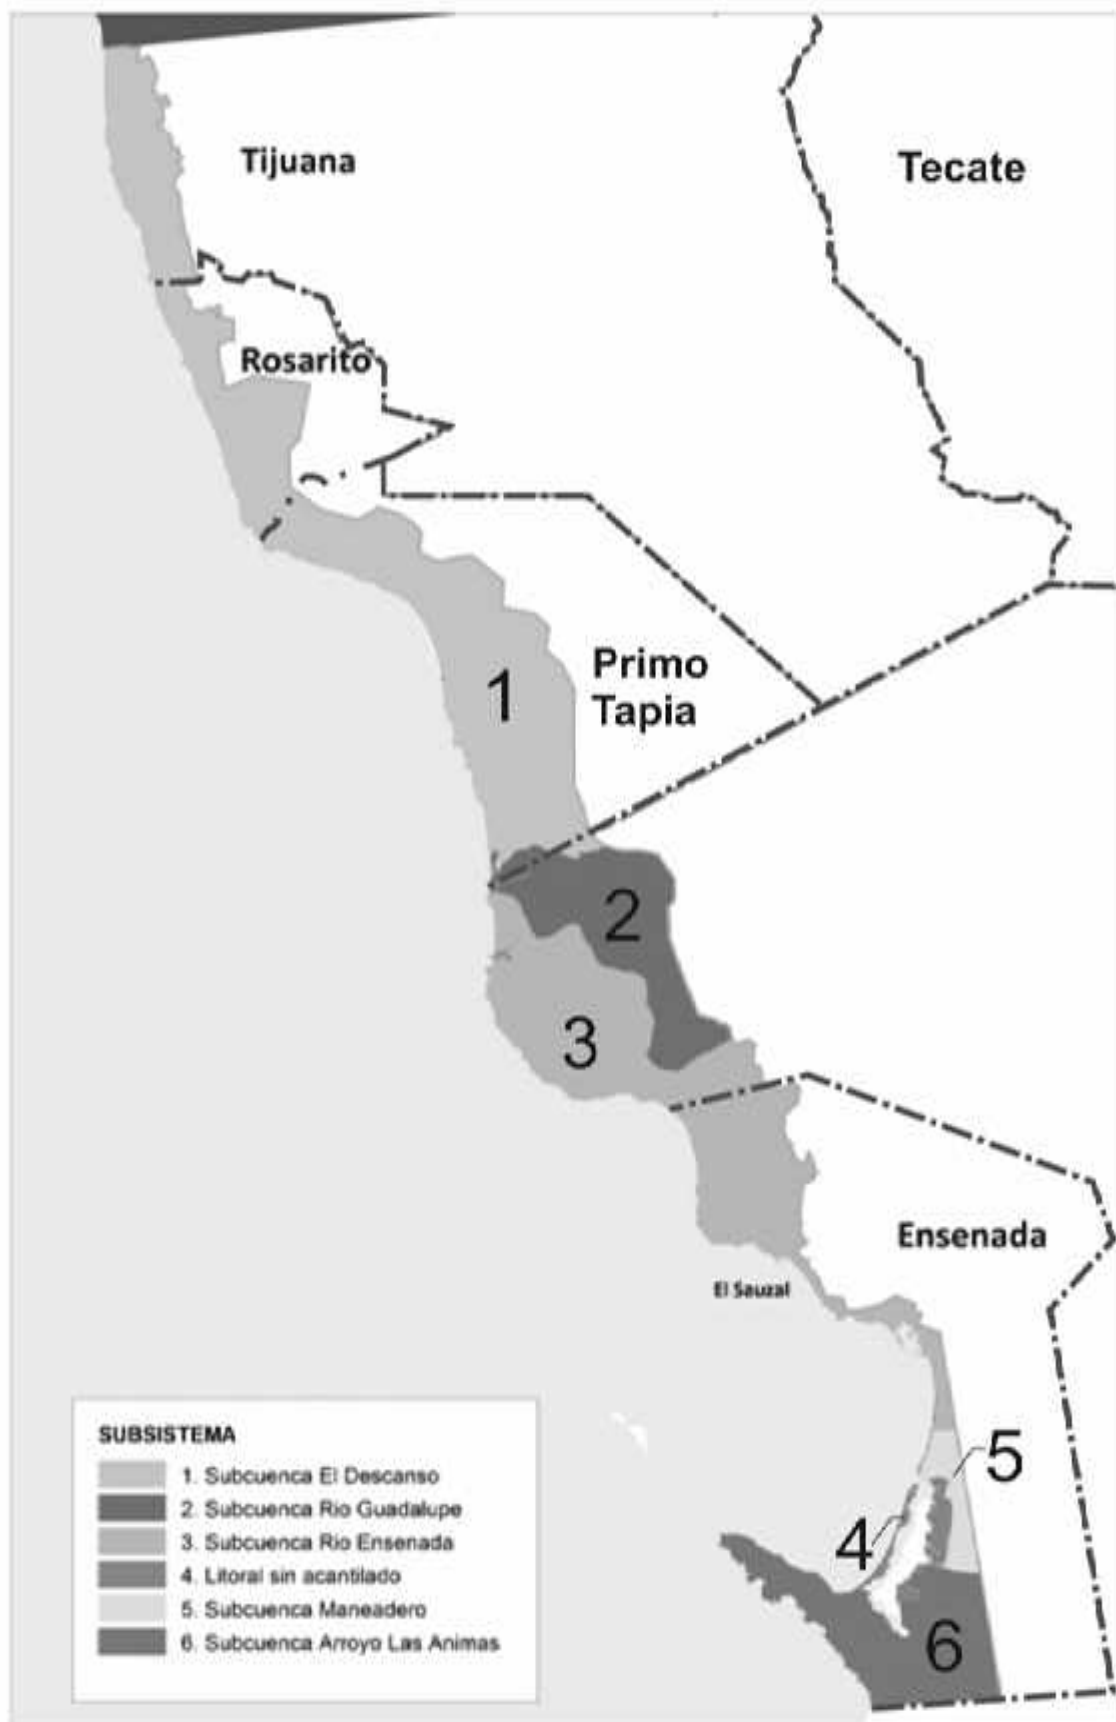 Tijuana
Tecate
Rosarito
1
Primo
Tapia
2
3
Ensenada
El Sauzal
5
4
6
SUBSISTEMA
1. Subcuenca El Descanso
2. Subcuenca Rio Guadalupe
3. Subcuenca Rio Ensenada
4. Litoral sin acantilado
5. Subcuenca Maneadero
6. Subcuenca Arroyo Las Animas